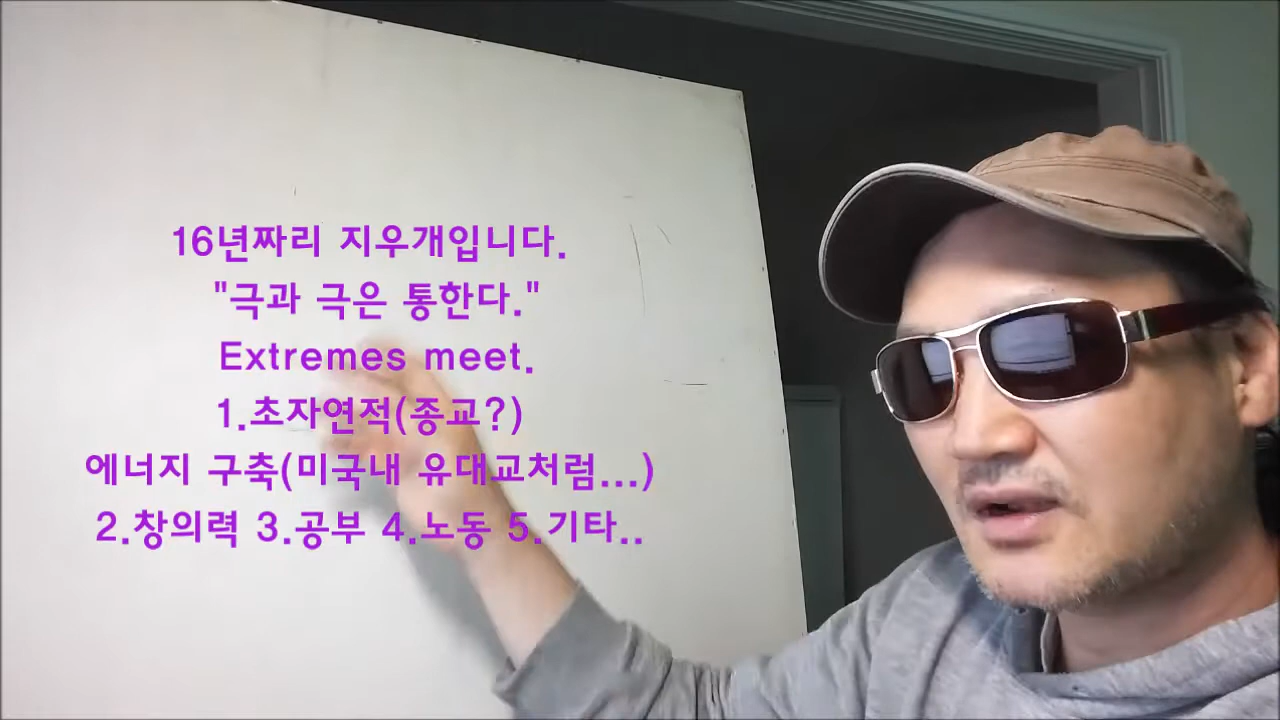 16년짜리 지우개입니다.
"극과 극은 통한다."
Extremes meet.
1.초자연적(종교?)
에너지 구축(미국내 유대교처럼...)
2.창의력 3.공부 4.노동 5.기타..